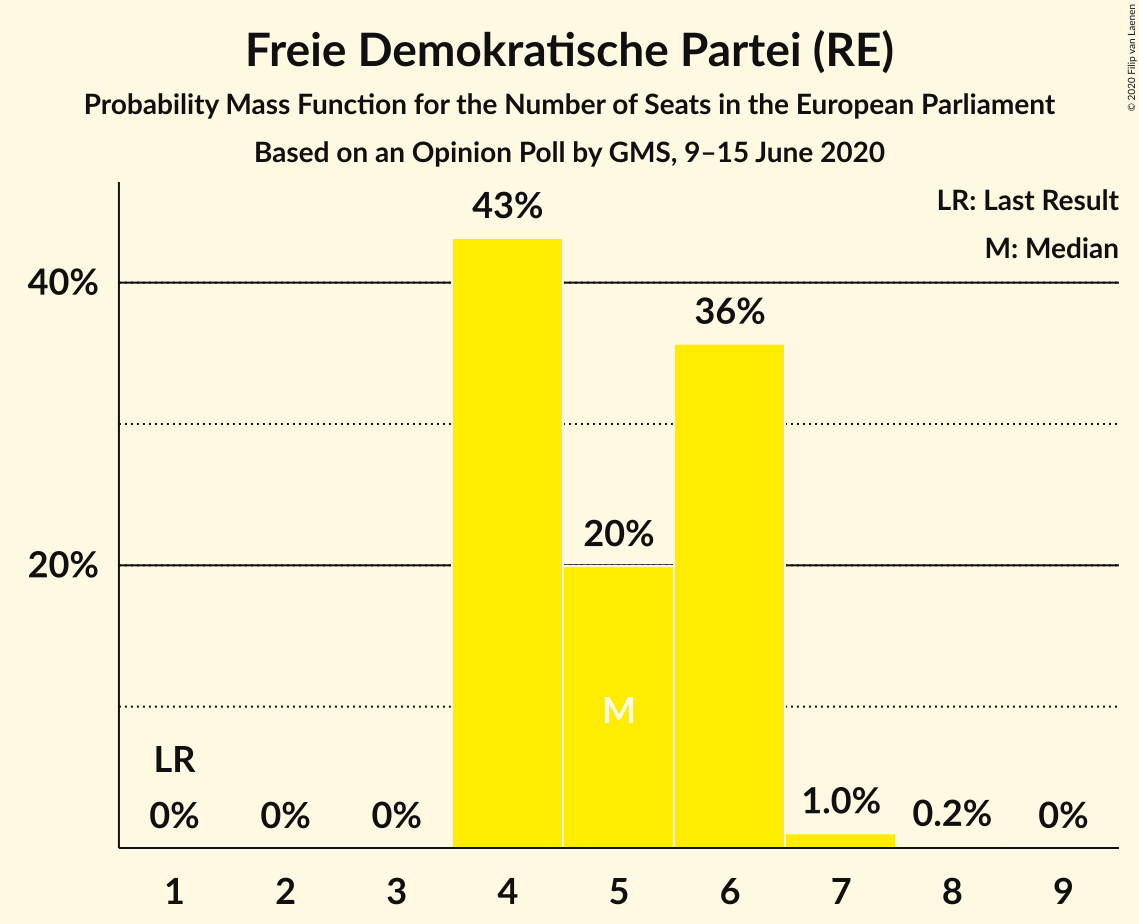 Freie Demokratische Partei (RE)
Probability Mass Function for the Number of Seats in the European Parliament
Based on an Opinion Poll by GMS, 9–15 June 2020
© 2020 Filip van Laenen
LR: Last Result
M: Median
43%
40%
36%
20%
20%
M
LR
0%
0%
0%
1.0%
0.2%
0%
1 2 3 4 5 6 7 8 9